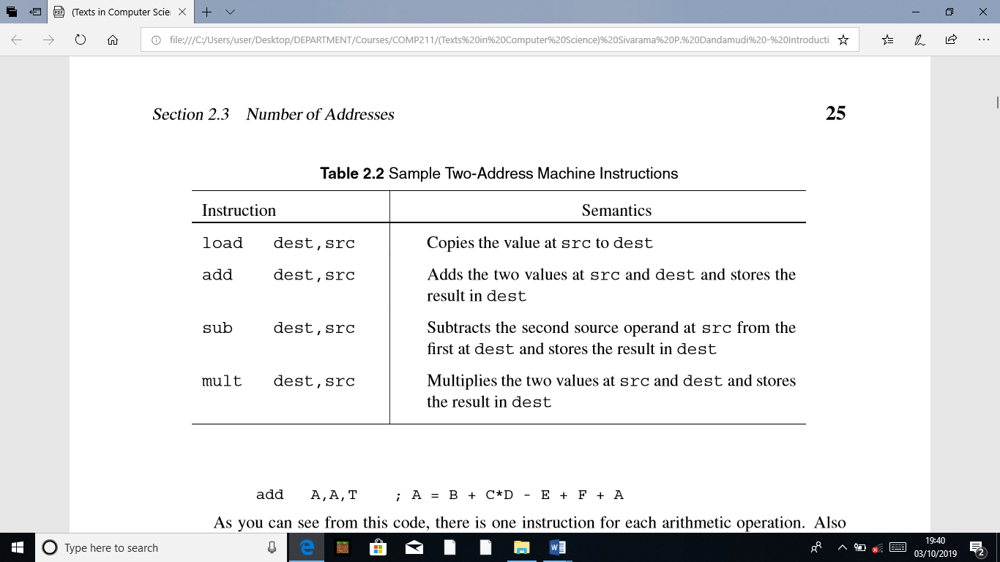 (Texts in Computer Scie
file:///C:/Users/user/Desktop/DEPARTMENT/Courses/COMP211/(Texts%20in%20Computer%20Science)%20Sivarama%20P.%20Dandamudi%20-%20Introducti
Section 2.3 Number of Addresses 25
Table 2.2 Sample Two-Address Machine Instructions
Instruction Semantics
load dest,src Copies the value at src to dest
add dest,src Adds the two values at src and dest and stores the
result in dest
sub dest,src Subtracts the second source operand at src from the
first at dest and stores the result in dest
mult dest,src Multiplies the two values at src and dest and stores
the result in dest
add A,A,T ; A = B + C*D - E + F + A
As you can see from this code, there is one instruction for each arithmetic operation. Also
Type here to search
19:40
03/10/2019
2